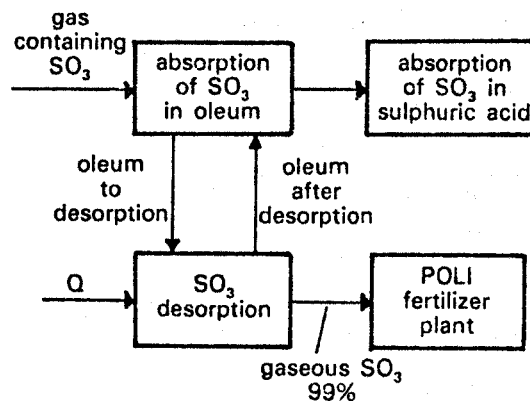 gas
containing
SO₃
absorption
of SO₃
in oleum
absorption
of SO₃ in
sulphuric acid
oleum
to
desorption
oleum
after
desorption
Q
SO₃
desorption
POLI
fertilizer
plant
gaseous SO₃
99%